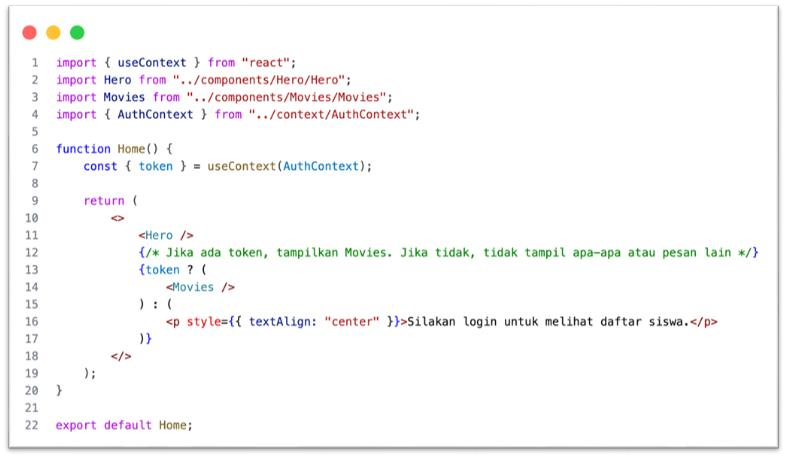 1 import { useContext } from "react";
2 import Hero from "../components/Hero/Hero";
3 import Movies from "../components/Movies/Movies";
4 import { AuthContext } from "../context/AuthContext";
5
6 function Home() {
7     const { token } = useContext(AuthContext);
8
9     return (
10         <>
11             <Hero />
12             {/* Jika ada token, tampilkan Movies. Jika tidak, tidak tampil apa-apa atau pesan lain */}
13             {token ? (
14                 <Movies />
15             ) : (
16                 <p style={{ textAlign: "center" }}>Silakan login untuk melihat daftar siswa.</p>
17             )}
18         </>
19     );
20 }
21
22 export default Home;